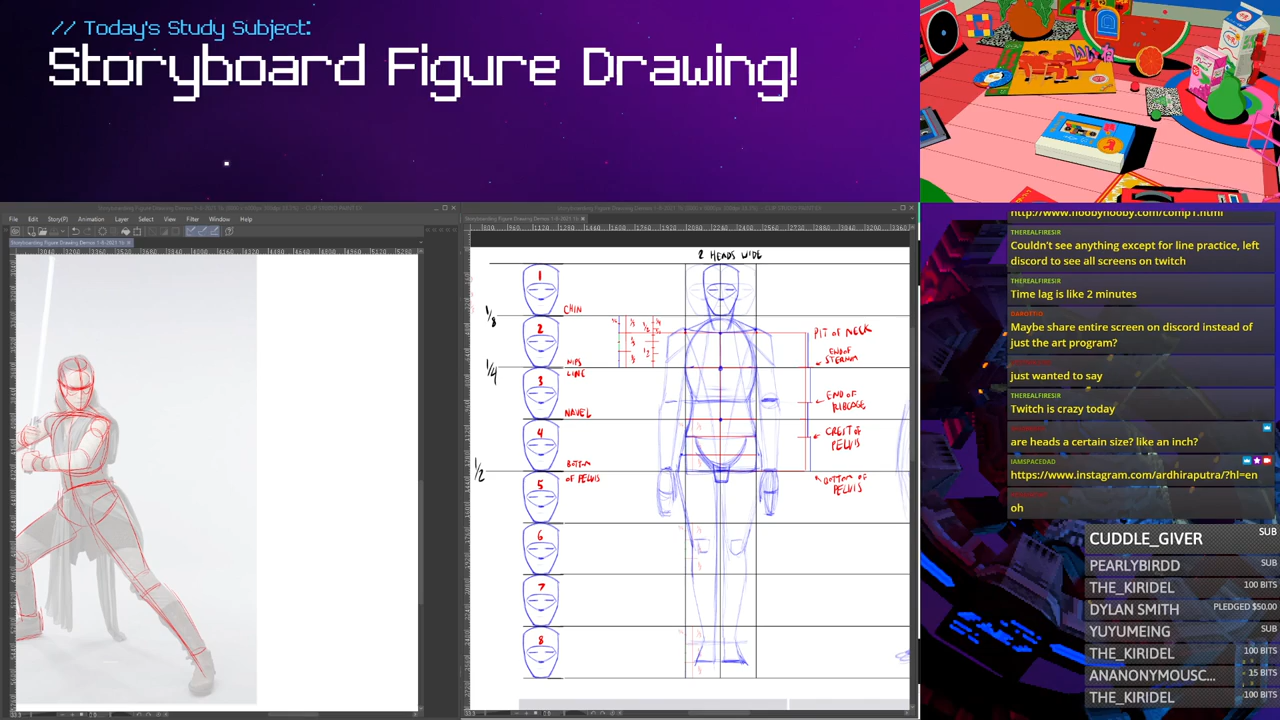 // Today's Study Subject:
Storyboard Figure Drawing!
File Edit Story(P) Animation Layer Select View Filter Window Help
2 HEADS WIDE
1
CHIN
1/8
2
PIT OF NECK
END OF
STERNUM
NIPS
LINE
1/4
3
END OF
RIBCAGE
NAVEL
4
CREST OF
PELVIS
BOTTOM
OF PELVIS
1/2
BOTTOM OF
PELVIS
5
6
7
8
THEREALFIRESIR
Couldn't see anything except for line practice, left
discord to see all screens on twitch
THEREALFIRESIR
Time lag is like 2 minutes
Maybe share entire screen on discord instead of
just the art program?
just wanted to say
THEREALFIRESIR
Twitch is crazy today
are heads a certain size? like an inch?
IAMSPACEDAD
https://www.instagram.com/ardhiraputra/?hl=en
oh
CUDDLE_GIVER SUB
PEARLYBIRDD SUB
THE_KIRIDEL 100 BITS
DYLAN SMITH PLEDGED $50.00
YUYUMEING SUB
THE_KIRIDEL 100 BITS
ANANONYMOUSC... 15 BITS
THE_KIRIDEL 100 BITS